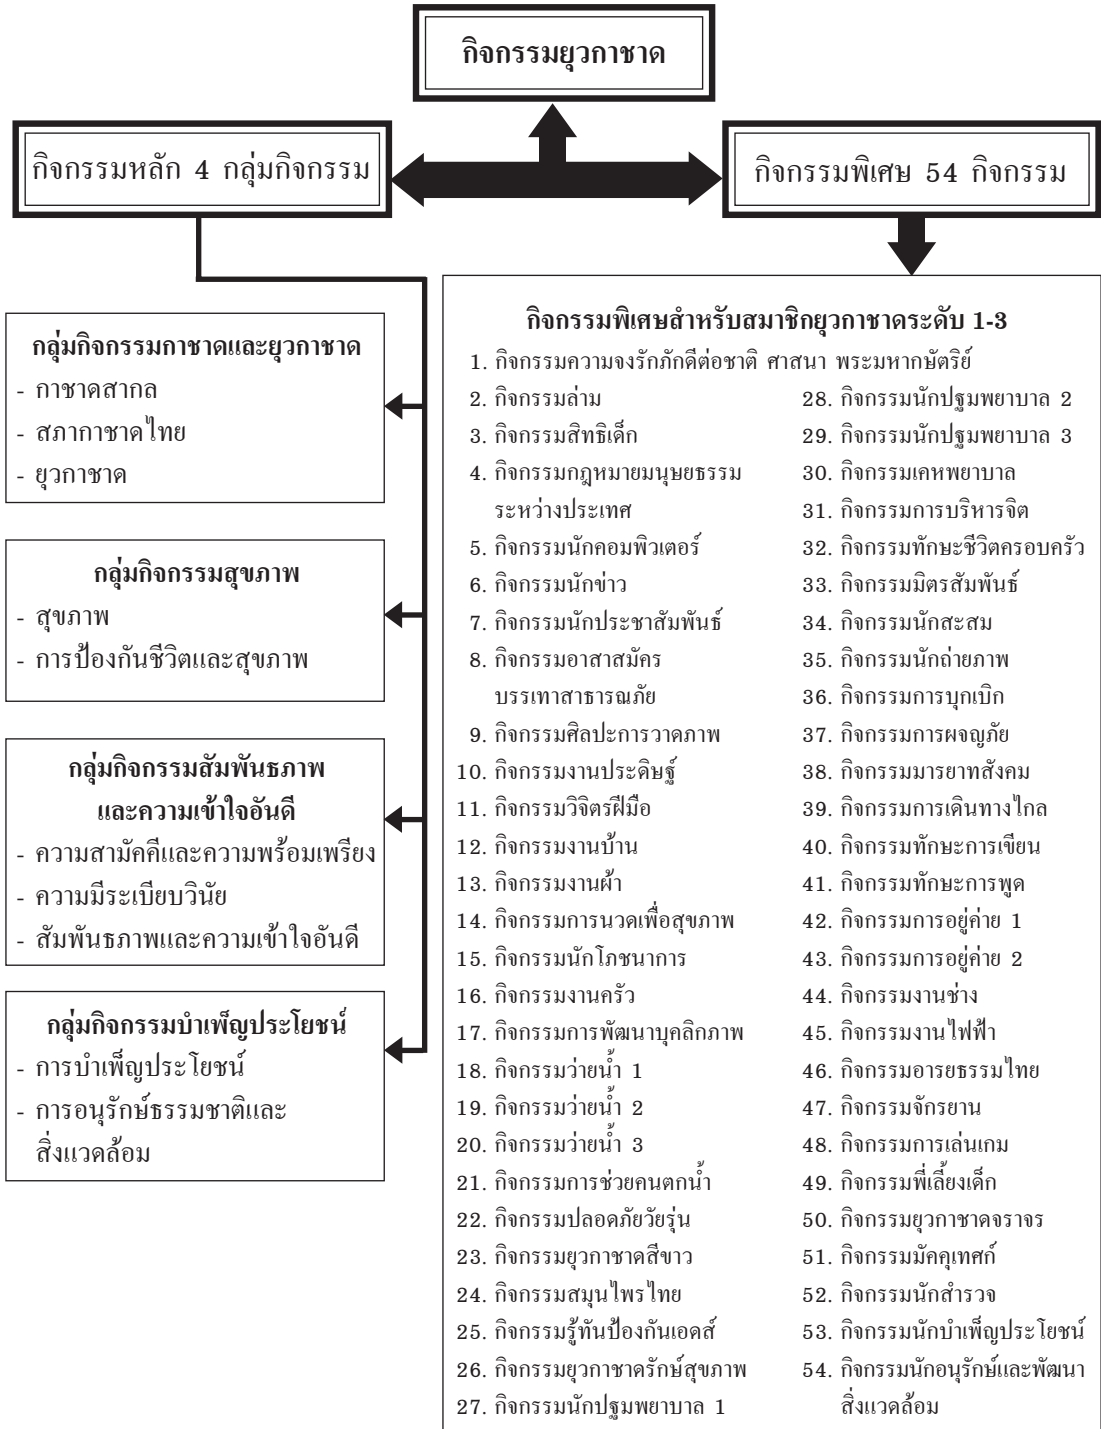 กิจกรรมยุวกาชาด
กิจกรรมหลัก 4 กลุ่มกิจกรรม
กิจกรรมพิเศษ 54 กิจกรรม
กลุ่มกิจกรรมกาชาดและยุวกาชาด
- กาชาดสากล
- สภากาชาดไทย
- ยุวกาชาด
กลุ่มกิจกรรมสุขภาพ
- สุขภาพ
- การป้องกันชีวิตและสุขภาพ
กลุ่มกิจกรรมสัมพันธภาพ
และความเข้าใจอันดี
- ความสามัคคีและความพร้อมเพรียง
- ความมีระเบียบวินัย
- สัมพันธภาพและความเข้าใจอันดี
กลุ่มกิจกรรมบำเพ็ญประโยชน์
- การบำเพ็ญประโยชน์
- การอนุรักษ์ธรรมชาติและ
สิ่งแวดล้อม
กิจกรรมพิเศษสำหรับสมาชิกยุวกาชาดระดับ 1-3
1. กิจกรรมความจงรักภักดีต่อชาติ ศาสนา พระมหากษัตริย์
2. กิจกรรมล่าม
3. กิจกรรมสิทธิเด็ก
4. กิจกรรมกฎหมายมนุษยธรรม
ระหว่างประเทศ
5. กิจกรรมนักคอมพิวเตอร์
6. กิจกรรมนักข่าว
7. กิจกรรมนักประชาสัมพันธ์
8. กิจกรรมอาสาสมัคร
บรรเทาสาธารณภัย
9. กิจกรรมศิลปะการวาดภาพ
10. กิจกรรมงานประดิษฐ์
11. กิจกรรมวิจิตรฝีมือ
12. กิจกรรมงานบ้าน
13. กิจกรรมงานผ้า
14. กิจกรรมการนวดเพื่อสุขภาพ
15. กิจกรรมนักโภชนาการ
16. กิจกรรมงานครัว
17. กิจกรรมการพัฒนาบุคลิกภาพ
18. กิจกรรมว่ายน้ำ 1
19. กิจกรรมว่ายน้ำ 2
20. กิจกรรมว่ายน้ำ 3
21. กิจกรรมการช่วยคนตกน้ำ
22. กิจกรรมปลอดภัยวัยรุ่น
23. กิจกรรมยุวกาชาดสีขาว
24. กิจกรรมสมุนไพรไทย
25. กิจกรรมรู้ทันป้องกันเอดส์
26. กิจกรรมยุวกาชาดรักษ์สุขภาพ
27. กิจกรรมนักปฐมพยาบาล 1
28. กิจกรรมนักปฐมพยาบาล 2
29. กิจกรรมนักปฐมพยาบาล 3
30. กิจกรรมเคหพยาบาล
31. กิจกรรมการบริหารจิต
32. กิจกรรมทักษะชีวิตครอบครัว
33. กิจกรรมมิตรสัมพันธ์
34. กิจกรรมนักสะสม
35. กิจกรรมนักถ่ายภาพ
36. กิจกรรมการบุกเบิก
37. กิจกรรมการผจญภัย
38. กิจกรรมมารยาทสังคม
39. กิจกรรมการเดินทางไกล
40. กิจกรรมทักษะการเขียน
41. กิจกรรมทักษะการพูด
42. กิจกรรมการอยู่ค่าย 1
43. กิจกรรมการอยู่ค่าย 2
44. กิจกรรมงานช่าง
45. กิจกรรมงานไฟฟ้า
46. กิจกรรมอารยธรรมไทย
47. กิจกรรมจักรยาน
48. กิจกรรมการเล่นเกม
49. กิจกรรมพี่เลี้ยงเด็ก
50. กิจกรรมยุวกาชาดจราจร
51. กิจกรรมมัคคุเทศก์
52. กิจกรรมนักสำรวจ
53. กิจกรรมนักบำเพ็ญประโยชน์
54. กิจกรรมนักอนุรักษ์และพัฒนา
สิ่งแวดล้อม